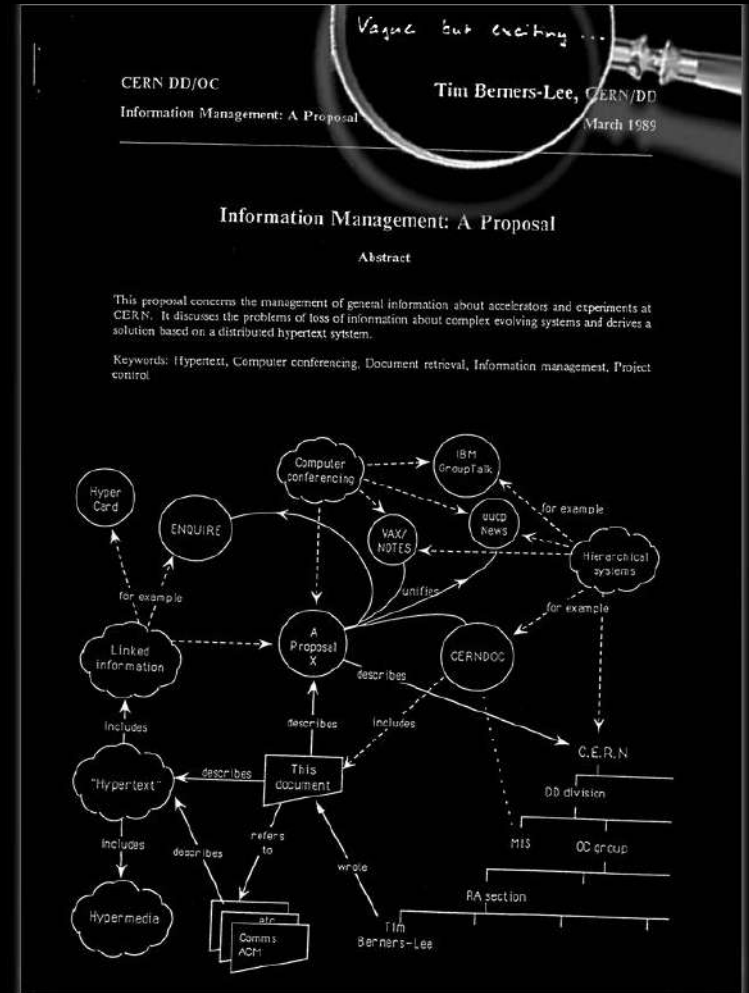 Vague but exciting ...
CERN DD/OC
Tim Berners-Lee, CERN/DD
Information Management: A Proposal
March 1989
Information Management: A Proposal
Abstract
This proposal concerns the management of general information about accelerators and experiments at
CERN. It discusses the problems of loss of information about complex evolving systems and derives a
solution based on a distributed hypertext sytstem.
Keywords: Hypertext, Computer conferencing, Document retrieval, Information management, Project
control
Computer
conferencing
IBM
GroupTalk
Hyper
Card
ENQUIRE
VAX/
NOTES
uucp
News
for example
Hierarchical
systems
for example
unifies
for example
A
Proposal
X
Linked
information
CERNDOC
describes
includes
describes
includes
C.E.R.N
"Hypertext"
describes
This
document
DD division
includes
describes
refers
to
wrote
MIS
OC group
RA section
Hypermedia
etc
Comms
ACM
Tim
Berners-Lee